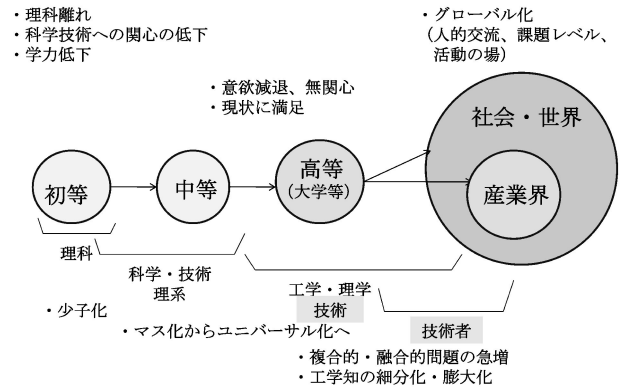 ・理科離れ
・科学技術への関心の低下
・学力低下
・グローバル化
（人的交流、課題レベル、
活動の場）
・意欲減退、無関心
・現状に満足
社会・世界
初等
中等
高等
（大学等）
産業界
理科
科学・技術
理系
工学・理学
技術
技術者
・少子化
・マス化からユニバーサル化へ
・複合的・融合的問題の急増
・工学知の細分化・膨大化